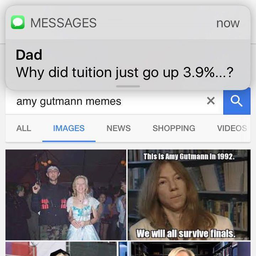 MESSAGES
now
Dad
Why did tuition just go up 3.9%...?
amy gutmann memes
ALL IMAGES NEWS SHOPPING VIDEOS
This is Amy Gutmann in 1992.
We will all survive finals.